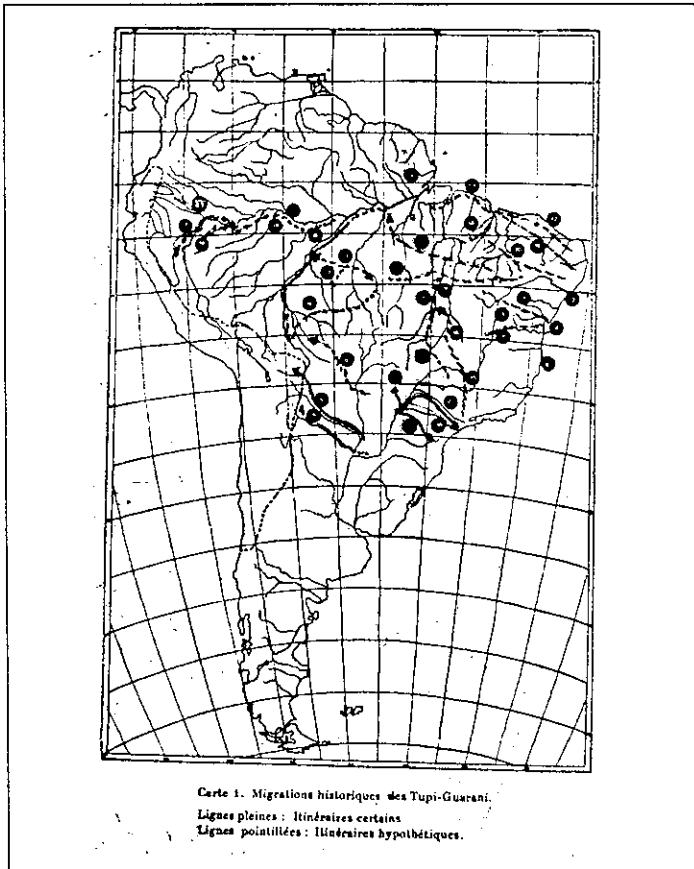 Carte 1. Migrations historiques des Tupi-Guarani.
Lignes pleines : Itinéraires certains
Lignes pointillées : Itinéraires hypothétiques.